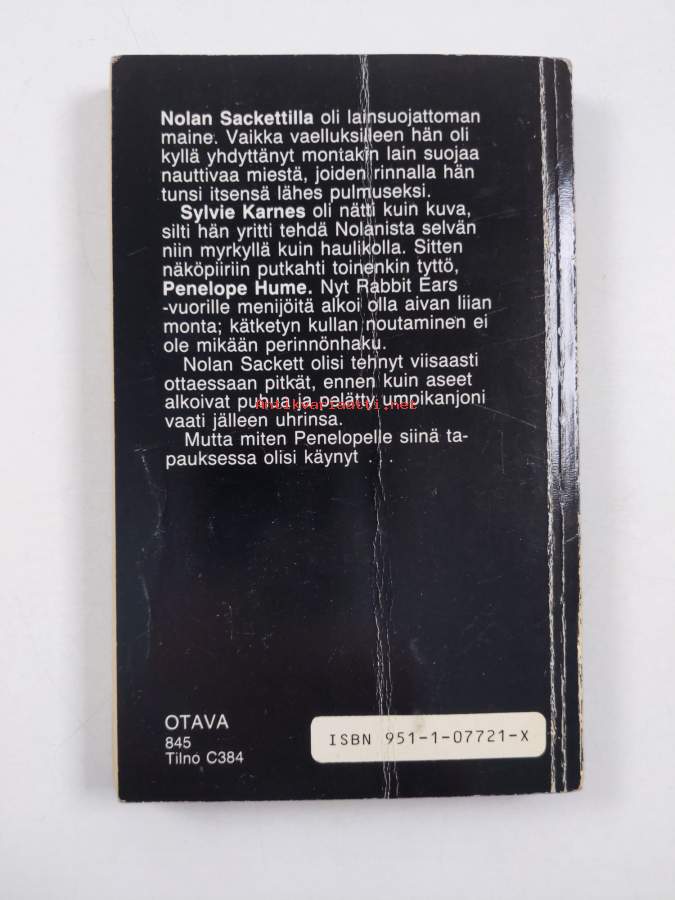 Nolan Sackettilla oli lainsuojattoman
maine. Vaikka vaelluksilleen hän oli
kyllä yhdyttänyt montakin lain suojaa
nauttivaa miestä, joiden rinnalla hän
tunsi itsensä lähes pulmuseksi.
Sylvie Karnes oli nätti kuin kuva,
silti hän yritti tehdä Nolanista selvän
niin myrkyllä kuin haulikolla. Sitten
näköpiiriin putkahti toinenkin tyttö,
Penelope Hume. Nyt Rabbit Ears
-vuorille menijöitä alkoi olla aivan liian
monta; kätketyn kullan noutaminen ei
ole mikään perinnönhaku.
Nolan Sackett olisi tehnyt viisaasti
ottaessaan pitkät, ennen kuin aseet
alkoivat puhua ja pelätty umpikanjoni
vaati jälleen uhrinsa.
Mutta miten Penelopelle siinä ta-
pauksessa olisi käynyt . . .
Antikvariaatti.net
OTAVA
845
Tilno C384
ISBN 951-1-07721-X